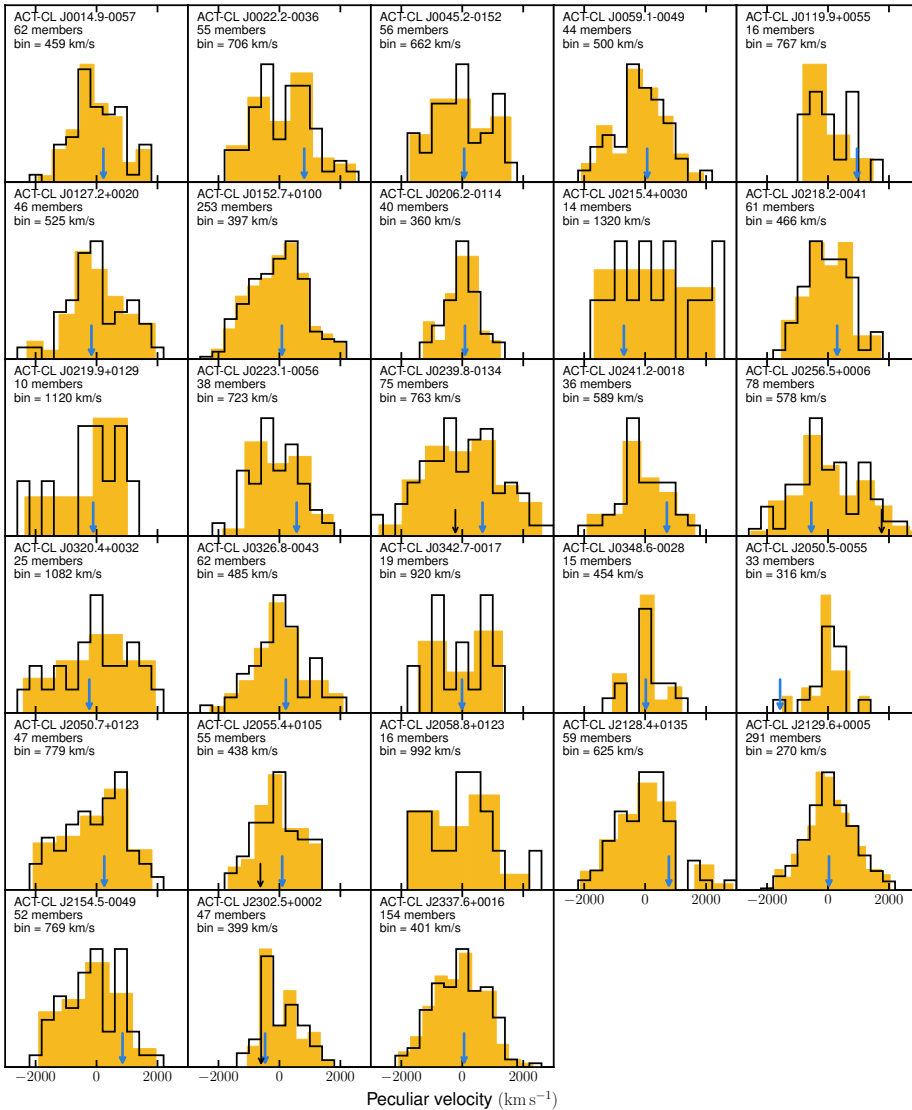 ACT-CL J0014.9-0057
62 members
bin = 459 km/s
ACT-CL J0022.2-0036
55 members
bin = 706 km/s
ACT-CL J0045.2-0152
56 members
bin = 662 km/s
ACT-CL J0059.1-0049
44 members
bin = 500 km/s
ACT-CL J0119.9+0055
16 members
bin = 767 km/s
ACT-CL J0127.2+0020
46 members
bin = 525 km/s
ACT-CL J0152.7+0100
253 members
bin = 397 km/s
ACT-CL J0206.2-0114
40 members
bin = 360 km/s
ACT-CL J0215.4+0030
14 members
bin = 1320 km/s
ACT-CL J0218.2-0041
61 members
bin = 466 km/s
ACT-CL J0219.9+0129
10 members
bin = 1120 km/s
ACT-CL J0223.1-0056
38 members
bin = 723 km/s
ACT-CL J0239.8-0134
75 members
bin = 763 km/s
ACT-CL J0241.2-0018
36 members
bin = 589 km/s
ACT-CL J0256.5+0006
78 members
bin = 578 km/s
ACT-CL J0320.4+0032
25 members
bin = 1082 km/s
ACT-CL J0326.8-0043
62 members
bin = 485 km/s
ACT-CL J0342.7-0017
19 members
bin = 920 km/s
ACT-CL J0348.6-0028
15 members
bin = 454 km/s
ACT-CL J2050.5-0055
33 members
bin = 316 km/s
ACT-CL J2050.7+0123
47 members
bin = 779 km/s
ACT-CL J2055.4+0105
55 members
bin = 438 km/s
ACT-CL J2058.8+0123
16 members
bin = 992 km/s
ACT-CL J2128.4+0135
59 members
bin = 625 km/s
ACT-CL J2129.6+0005
291 members
bin = 270 km/s
−2000 0 2000 −2000 0 2000
ACT-CL J2154.5-0049
52 members
bin = 769 km/s
ACT-CL J2302.5+0002
47 members
bin = 399 km/s
ACT-CL J2337.6+0016
154 members
bin = 401 km/s
−2000 0 2000 −2000 0 2000 −2000 0 2000
Peculiar velocity (km s⁻¹)